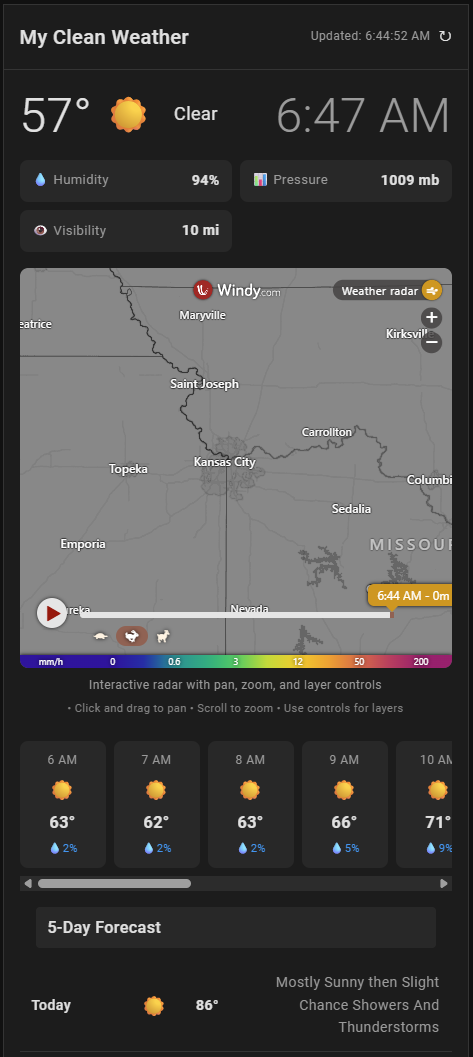 My Clean Weather
Updated: 6:44:52 AM ↻
57° Clear 6:47 AM
Humidity 94%
Pressure 1009 mb
Visibility 10 mi
Windy.com
Weather radar
eatrice
Maryville
+
Kirksvill
−
Saint Joseph
Carrollton
Topeka
Kansas City
Columbi
Sedalia
Emporia
MISSOUR
6:44 AM - 0m
ureka
Nevada
mm/h 0 0.6 3 12 50 200
Interactive radar with pan, zoom, and layer controls
• Click and drag to pan • Scroll to zoom • Use controls for layers
6 AM 7 AM 8 AM 9 AM 10 AM
63° 62° 63° 66° 71°
2% 2% 2% 5% 9%
5-Day Forecast
Today 86° Mostly Sunny then Slight
Chance Showers And
Thunderstorms